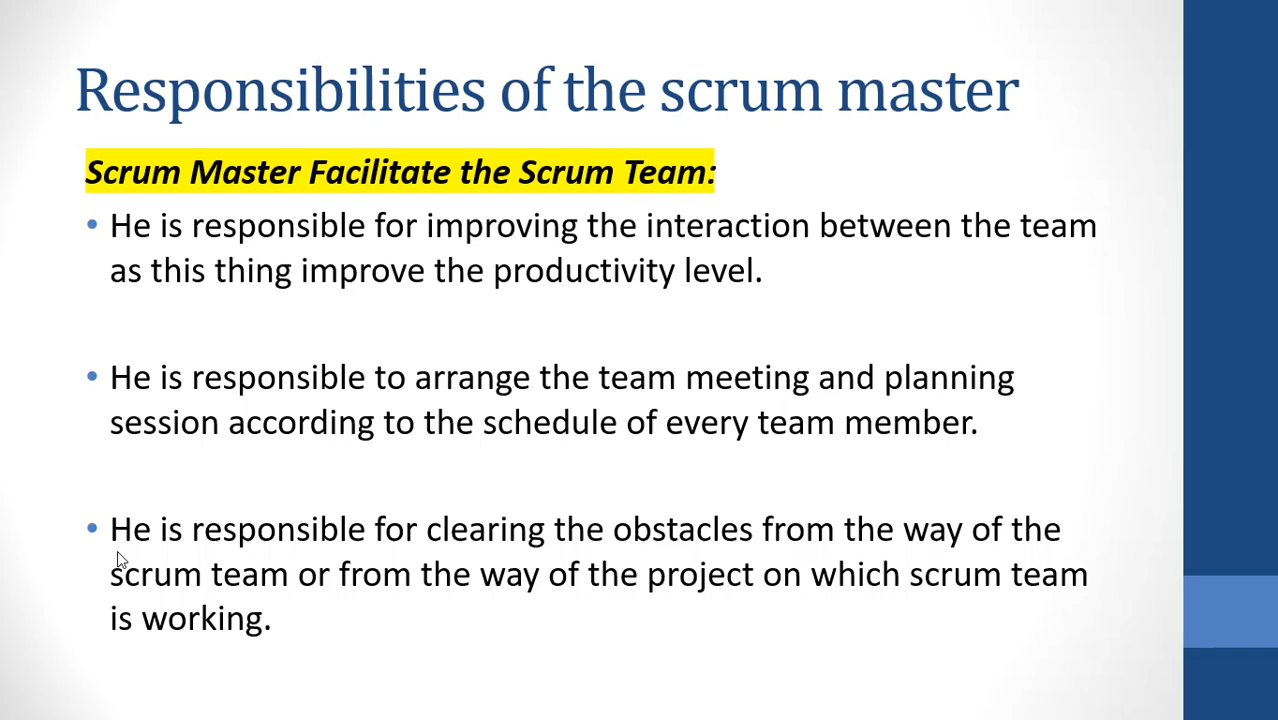 Responsibilities of the scrum master
Scrum Master Facilitate the Scrum Team:
• He is responsible for improving the interaction between the team
as this thing improve the productivity level.
• He is responsible to arrange the team meeting and planning
session according to the schedule of every team member.
• He is responsible for clearing the obstacles from the way of the
scrum team or from the way of the project on which scrum team
is working.